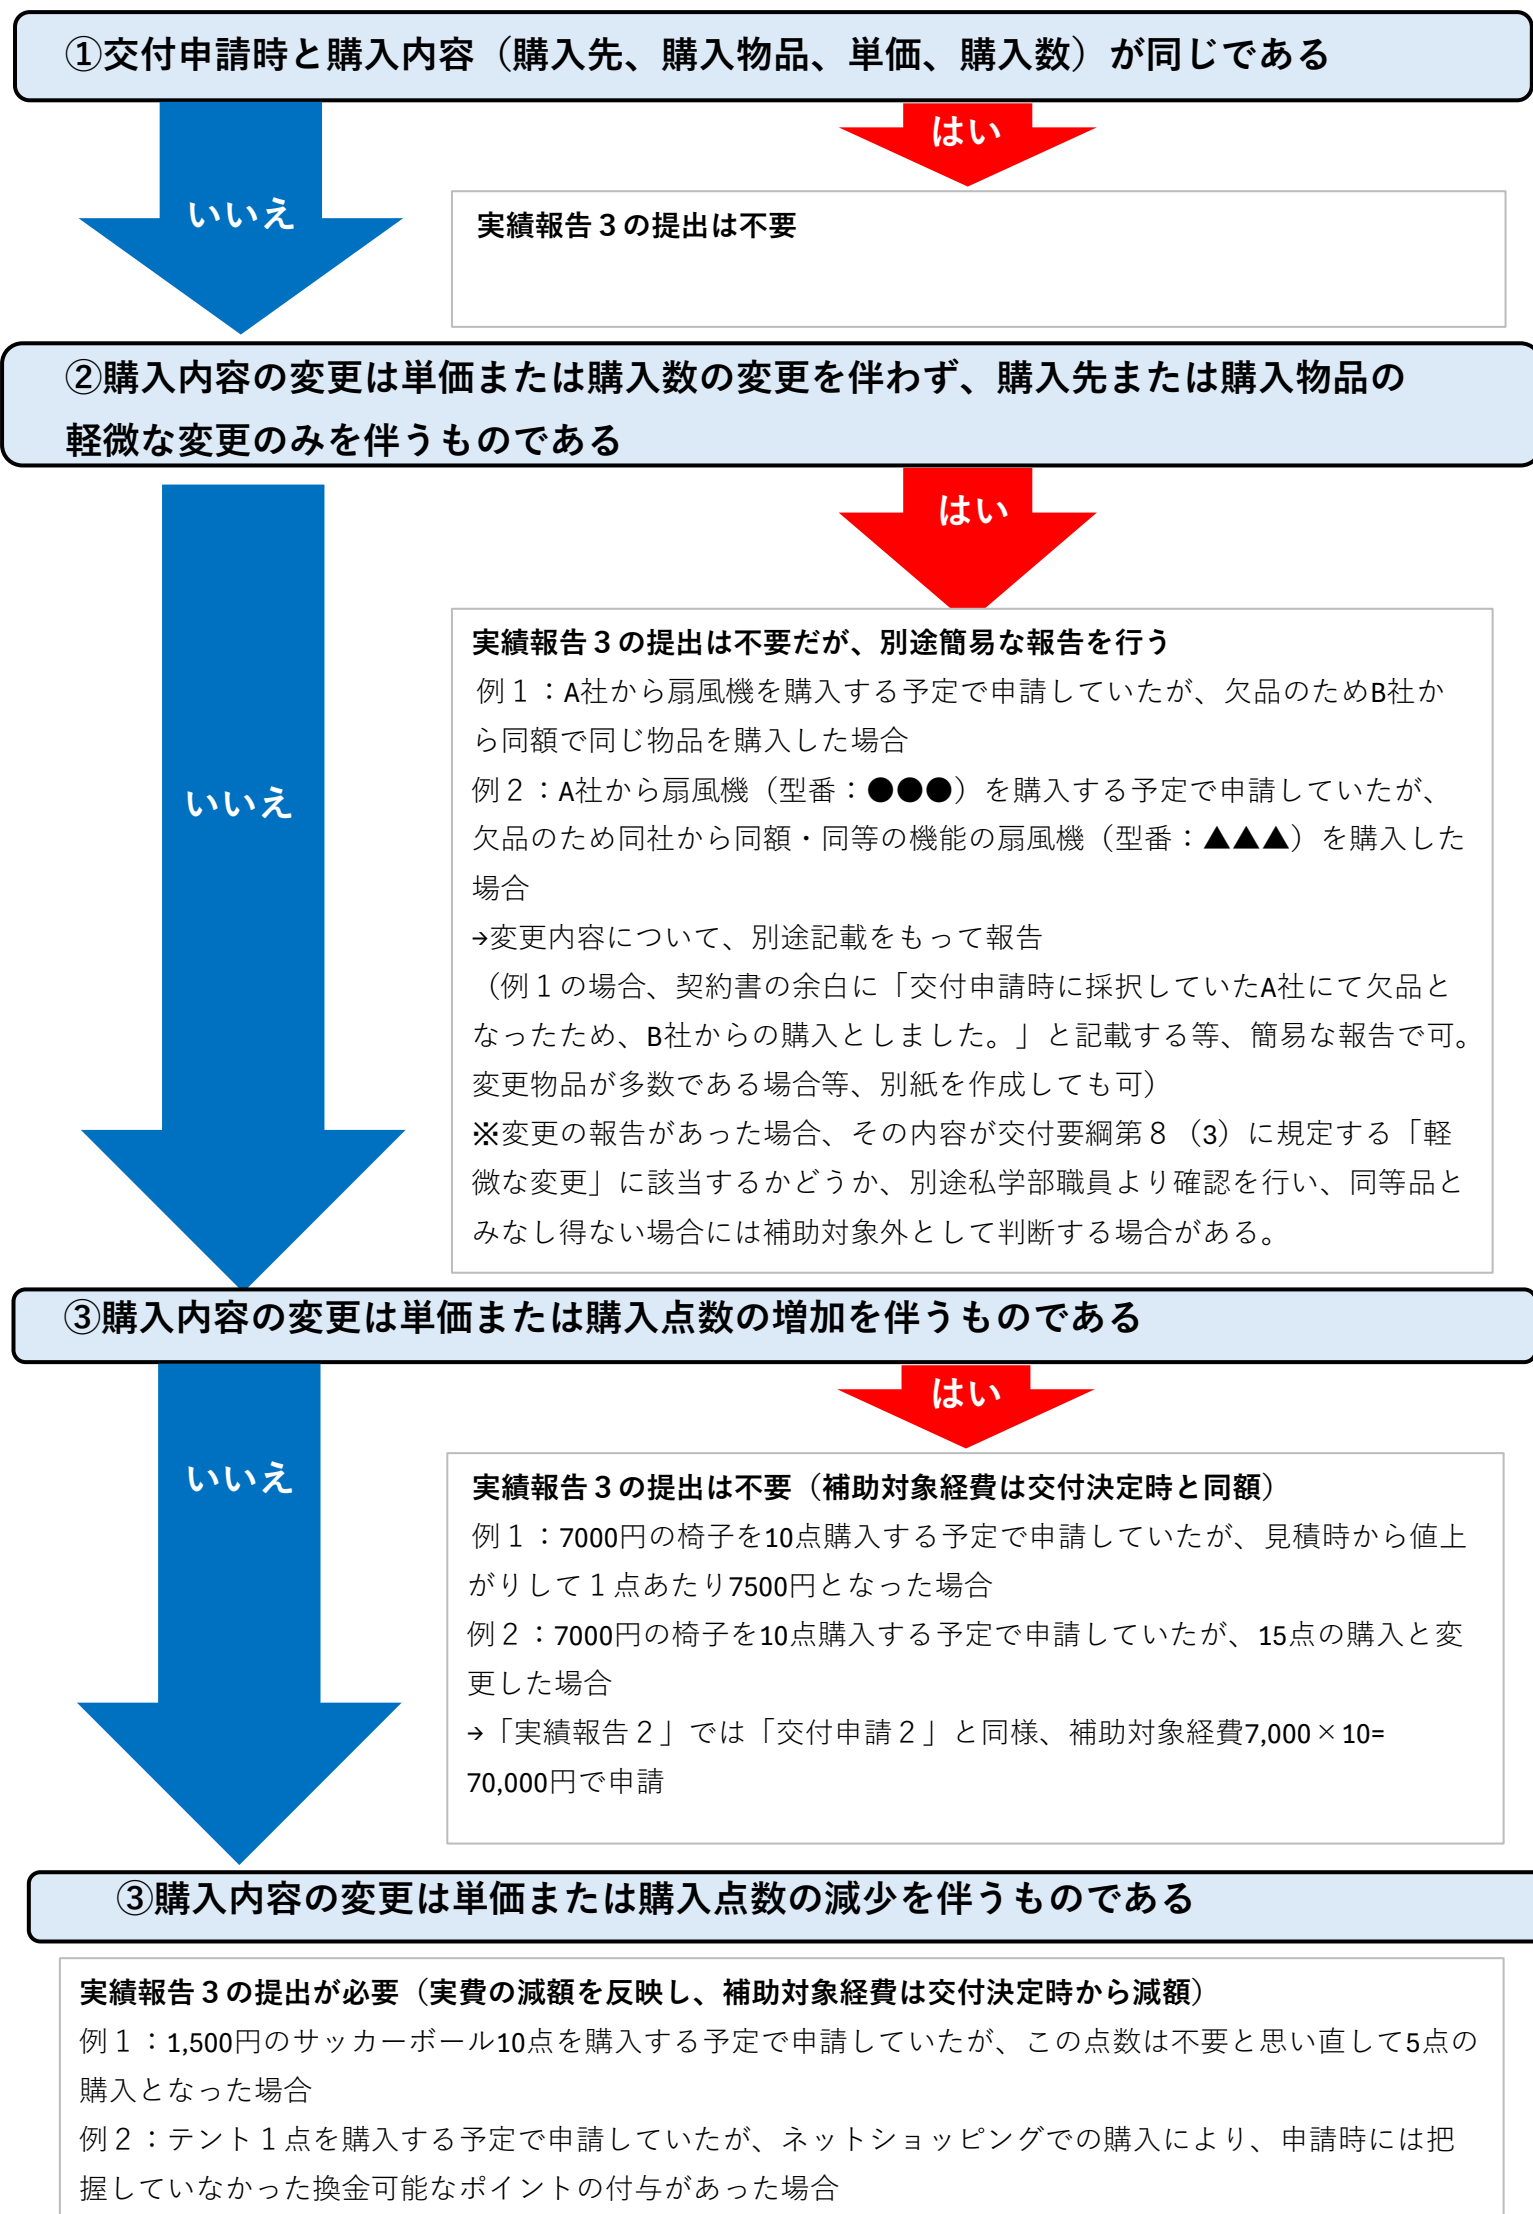 ①交付申請時と購入内容（購入先、購入物品、単価、購入数）が同じである
はい
いいえ
実績報告３の提出は不要
②購入内容の変更は単価または購入数の変更を伴わず、購入先または購入物品の
軽微な変更のみを伴うものである
はい
いいえ
実績報告３の提出は不要だが、別途簡易な報告を行う
例１：A社から扇風機を購入する予定で申請していたが、欠品のためB社か
ら同額で同じ物品を購入した場合
例２：A社から扇風機（型番：●●●）を購入する予定で申請していたが、
欠品のため同社から同額・同等の機能の扇風機（型番：▲▲▲）を購入した
場合
→変更内容について、別途記載をもって報告
（例１の場合、契約書の余白に「交付申請時に採択していたA社にて欠品と
なったため、B社からの購入としました。」と記載する等、簡易な報告で可。
変更物品が多数である場合等、別紙を作成しても可）
※変更の報告があった場合、その内容が交付要綱第８（3）に規定する「軽
微な変更」に該当するかどうか、別途私学部職員より確認を行い、同等品と
みなし得ない場合には補助対象外として判断する場合がある。
③購入内容の変更は単価または購入点数の増加を伴うものである
はい
いいえ
実績報告３の提出は不要（補助対象経費は交付決定時と同額）
例１：7000円の椅子を10点購入する予定で申請していたが、見積時から値上
がりして１点あたり7500円となった場合
例２：7000円の椅子を10点購入する予定で申請していたが、15点の購入と変
更した場合
→「実績報告２」では「交付申請２」と同様、補助対象経費7,000×10=
70,000円で申請
③購入内容の変更は単価または購入点数の減少を伴うものである
実績報告３の提出が必要（実費の減額を反映し、補助対象経費は交付決定時から減額）
例１：1,500円のサッカーボール10点を購入する予定で申請していたが、この点数は不要と思い直して5点の
購入となった場合
例２：テント１点を購入する予定で申請していたが、ネットショッピングでの購入により、申請時には把
握していなかった換金可能なポイントの付与があった場合